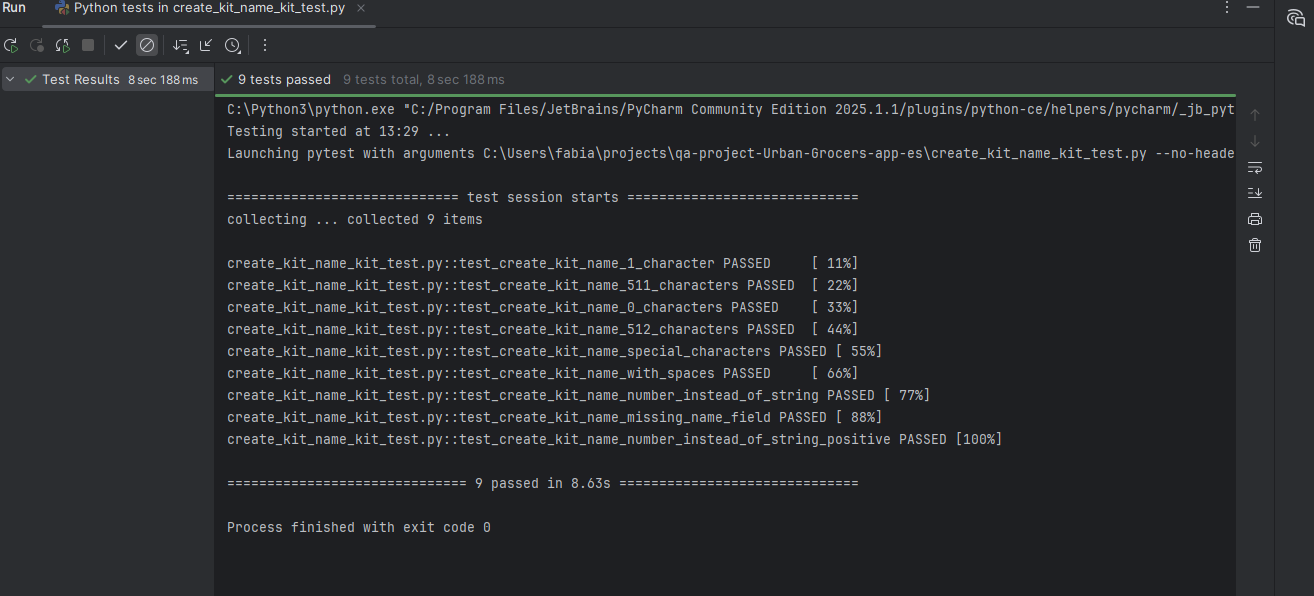 Run
Python tests in create_kit_name_kit_test.py
Test Results 8 sec 188 ms
9 tests passed 9 tests total, 8 sec 188 ms
C:\Python3\python.exe "C:/Program Files/JetBrains/PyCharm Community Edition 2025.1.1/plugins/python-ce/helpers/pycharm/_jb_pyt
Testing started at 13:29 ...
Launching pytest with arguments C:\Users\fabia\projects\qa-project-Urban-Grocers-app-es\create_kit_name_kit_test.py --no-heade
============================= test session starts =============================
collecting ... collected 9 items
create_kit_name_kit_test.py::test_create_kit_name_1_character PASSED     [ 11%]
create_kit_name_kit_test.py::test_create_kit_name_511_characters PASSED  [ 22%]
create_kit_name_kit_test.py::test_create_kit_name_0_characters PASSED    [ 33%]
create_kit_name_kit_test.py::test_create_kit_name_512_characters PASSED  [ 44%]
create_kit_name_kit_test.py::test_create_kit_name_special_characters PASSED [ 55%]
create_kit_name_kit_test.py::test_create_kit_name_with_spaces PASSED     [ 66%]
create_kit_name_kit_test.py::test_create_kit_name_number_instead_of_string PASSED [ 77%]
create_kit_name_kit_test.py::test_create_kit_name_missing_name_field PASSED [ 88%]
create_kit_name_kit_test.py::test_create_kit_name_number_instead_of_string_positive PASSED [100%]
============================== 9 passed in 8.63s ==============================
Process finished with exit code 0